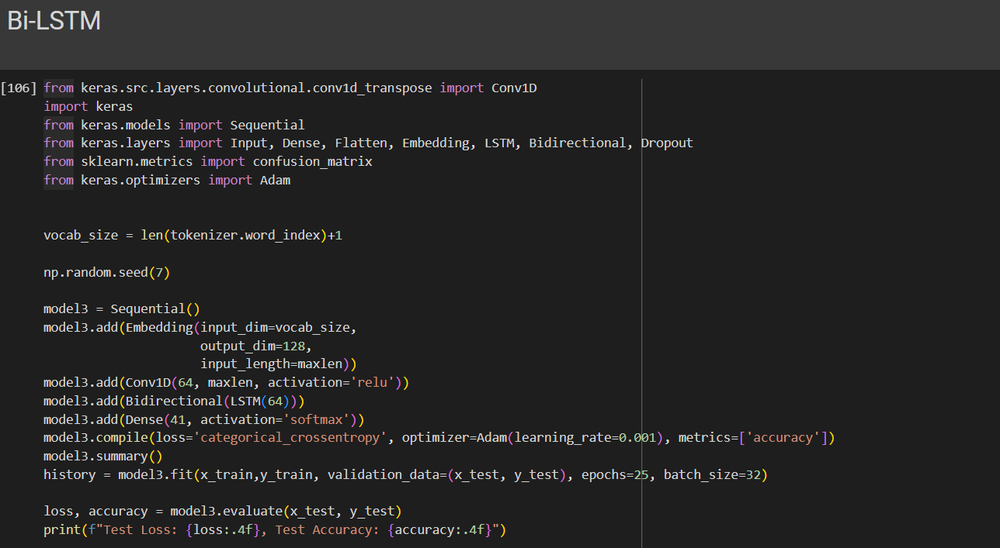 Bi-LSTM
[106] from keras.src.layers.convolutional.conv1d_transpose import Conv1D
import keras
from keras.models import Sequential
from keras.layers import Input, Dense, Flatten, Embedding, LSTM, Bidirectional, Dropout
from sklearn.metrics import confusion_matrix
from keras.optimizers import Adam
vocab_size = len(tokenizer.word_index)+1
np.random.seed(7)
model3 = Sequential()
model3.add(Embedding(input_dim=vocab_size,
output_dim=128,
input_length=maxlen))
model3.add(Conv1D(64, maxlen, activation='relu'))
model3.add(Bidirectional(LSTM(64)))
model3.add(Dense(41, activation='softmax'))
model3.compile(loss='categorical_crossentropy', optimizer=Adam(learning_rate=0.001), metrics=['accuracy'])
model3.summary()
history = model3.fit(x_train,y_train, validation_data=(x_test, y_test), epochs=25, batch_size=32)
loss, accuracy = model3.evaluate(x_test, y_test)
print(f"Test Loss: {loss:.4f}, Test Accuracy: {accuracy:.4f}")